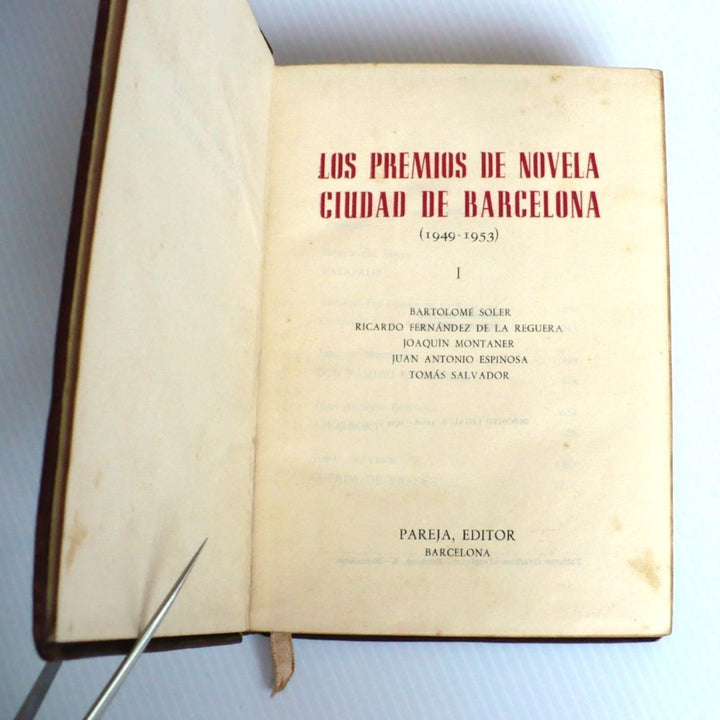 LOS PREMIOS DE NOVELA
CIUDAD DE BARCELONA
(1949-1953)
I
BARTOLOMÉ SOLER
RICARDO FERNÁNDEZ DE LA REGUERA
JOAQUÍN MONTANER
JUAN ANTONIO ESPINOSA
TOMÁS SALVADOR
PAREJA, EDITOR
BARCELONA